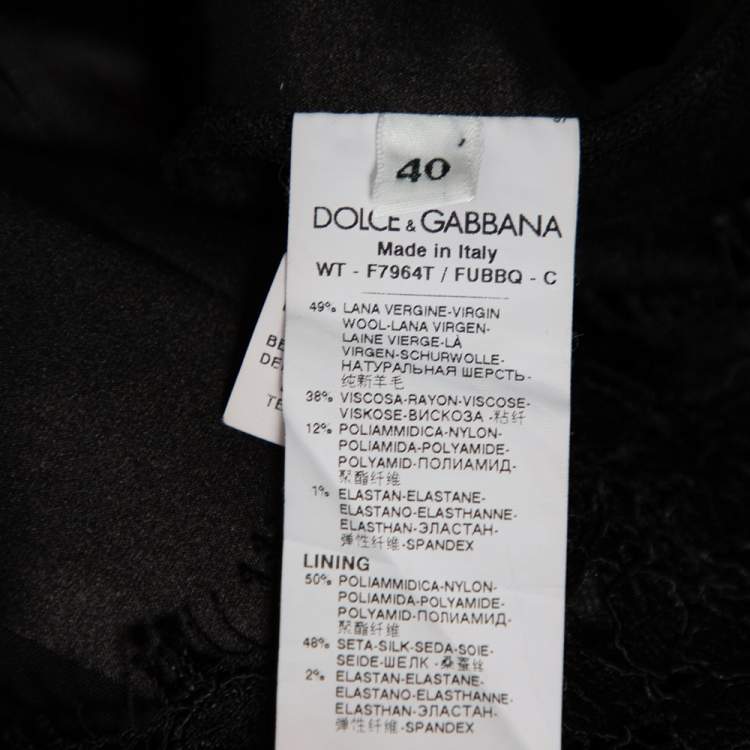 40
DOLCE & GABBANA
Made in Italy
WT - F7964T / FUBBQ - C
49% LANA VERGINE-VIRGIN
WOOL-LANA VIRGEN-
LAINE VIERGE-LÀ
VIRGEN-SCHURWOLLE-
НАТУРАЛЬНАЯ ШЕРСТЬ-
纯新羊毛
38% VISCOSA-RAYON-VISCOSE-
VISKOSE-ВИСКОЗА -粘纤
12% POLIAMMIDICA-NYLON-
POLIAMIDA-POLYAMIDE-
POLYAMID-ПОЛИАМИД-
聚酯纤维
1% ELASTAN-ELASTANE-
ELASTANO-ELASTHANNE-
ELASTHAN-ЭЛАСТАН-
弹性纤维-SPANDEX
LINING
50% POLIAMMIDICA-NYLON-
POLIAMIDA-POLYAMIDE-
POLYAMID-ПОЛИАМИД-
聚酯纤维
48% SETA-SILK-SEDA-SOIE-
SEIDE-ШЕЛК -桑蚕丝
2% ELASTAN-ELASTANE-
ELASTANO-ELASTHANNE-
ELASTHAN-ЭЛАСТАН-
弹性纤维-SPANDEX